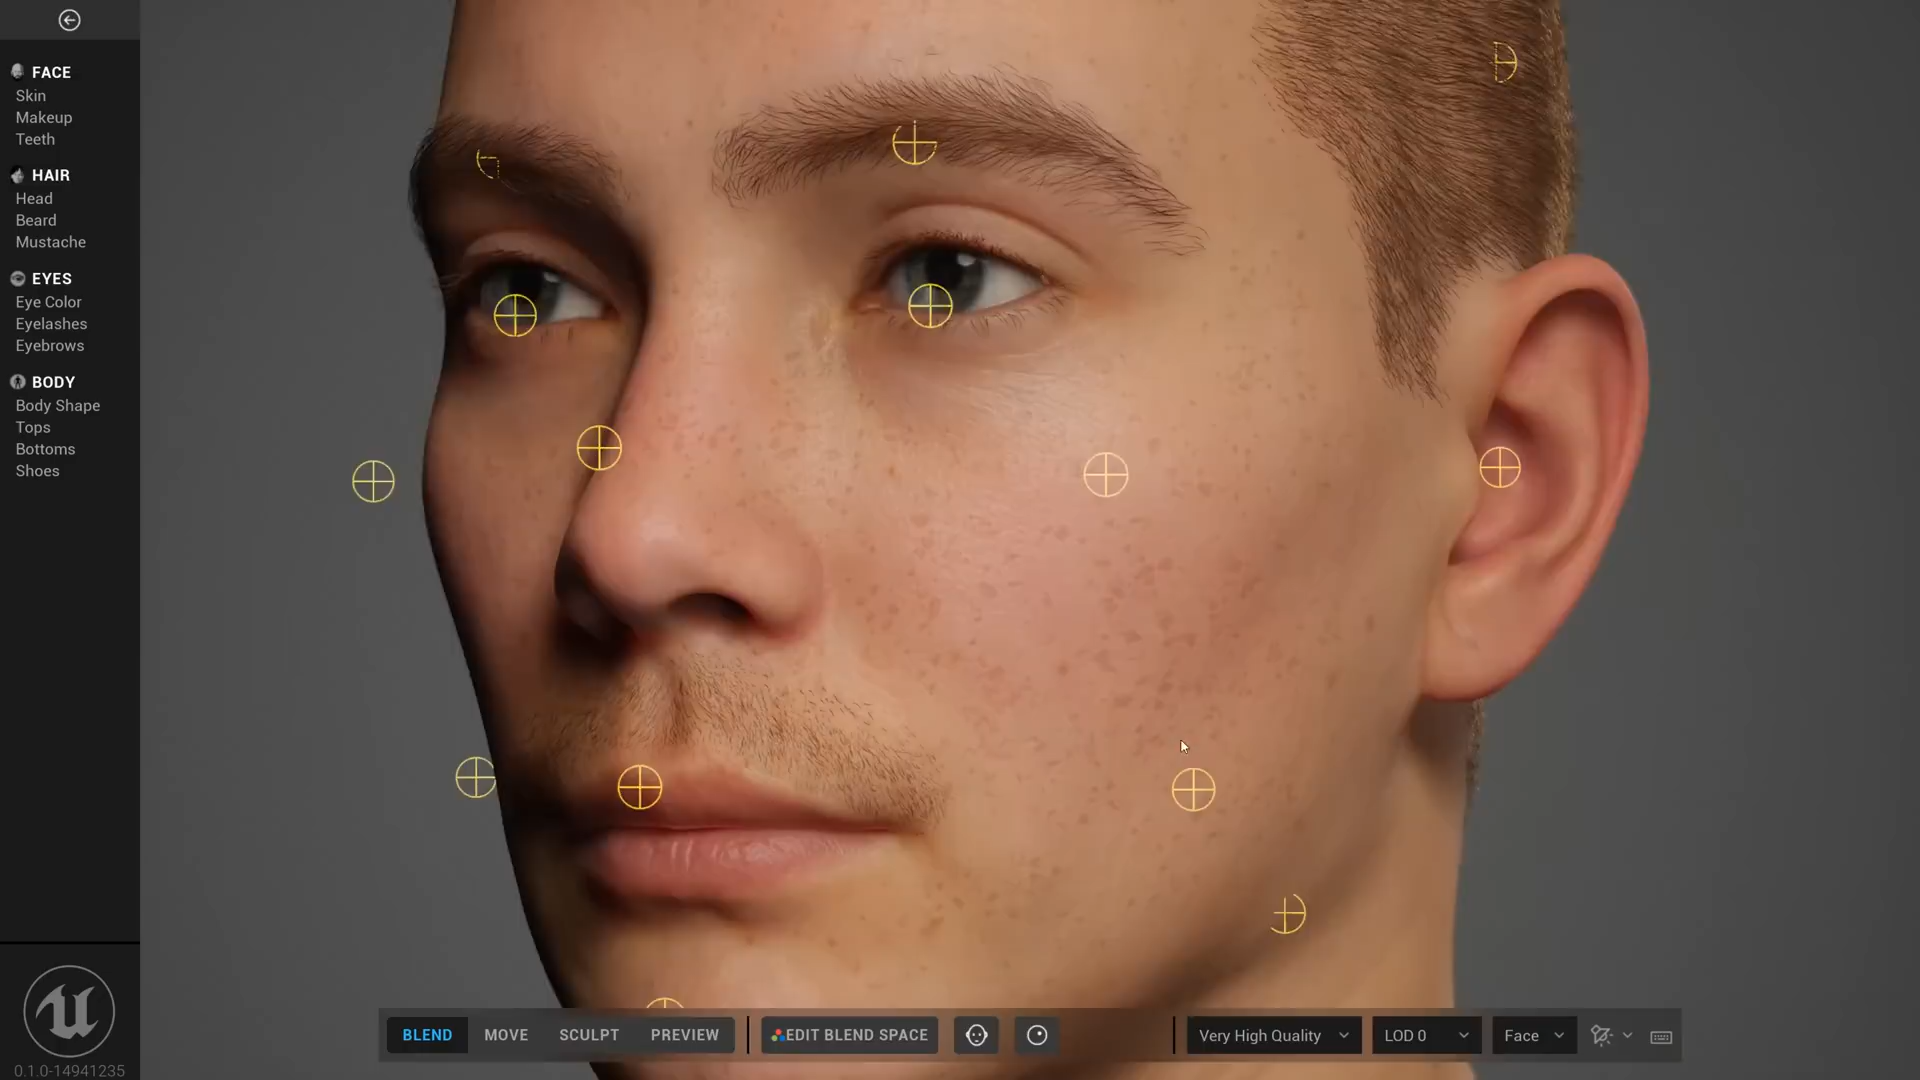 FACE
Skin
Makeup
Teeth
HAIR
Head
Beard
Mustache
EYES
Eye Color
Eyelashes
Eyebrows
BODY
Body Shape
Tops
Bottoms
Shoes
0.1.0-14941235
BLEND MOVE SCULPT PREVIEW EDIT BLEND SPACE Very High Quality LOD 0 Face